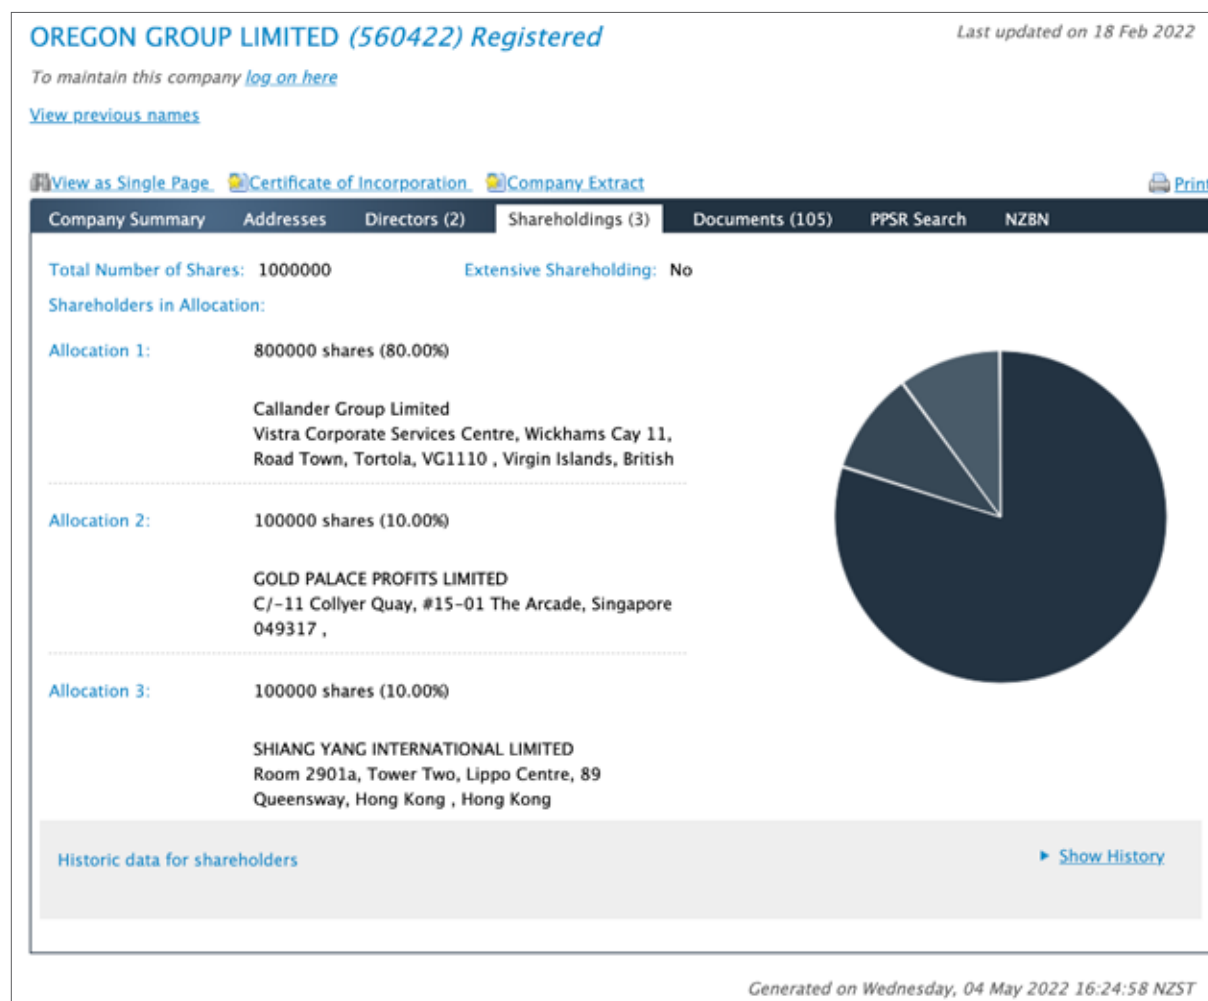 OREGON GROUP LIMITED (560422) Registered
Last updated on 18 Feb 2022
To maintain this company log on here
View previous names
View as Single Page Certificate of Incorporation Company Extract
Print
Company Summary Addresses Directors (2) Shareholdings (3) Documents (105) PPSR Search NZBN
Total Number of Shares: 1000000 Extensive Shareholding: No
Shareholders in Allocation:
Allocation 1: 800000 shares (80.00%)
Callander Group Limited
Vistra Corporate Services Centre, Wickhams Cay 11,
Road Town, Tortola, VG1110 , Virgin Islands, British
Allocation 2: 100000 shares (10.00%)
GOLD PALACE PROFITS LIMITED
C/-11 Collyer Quay, #15-01 The Arcade, Singapore
049317 ,
Allocation 3: 100000 shares (10.00%)
SHIANG YANG INTERNATIONAL LIMITED
Room 2901a, Tower Two, Lippo Centre, 89
Queensway, Hong Kong , Hong Kong
Historic data for shareholders
Show History
Generated on Wednesday, 04 May 2022 16:24:58 NZST